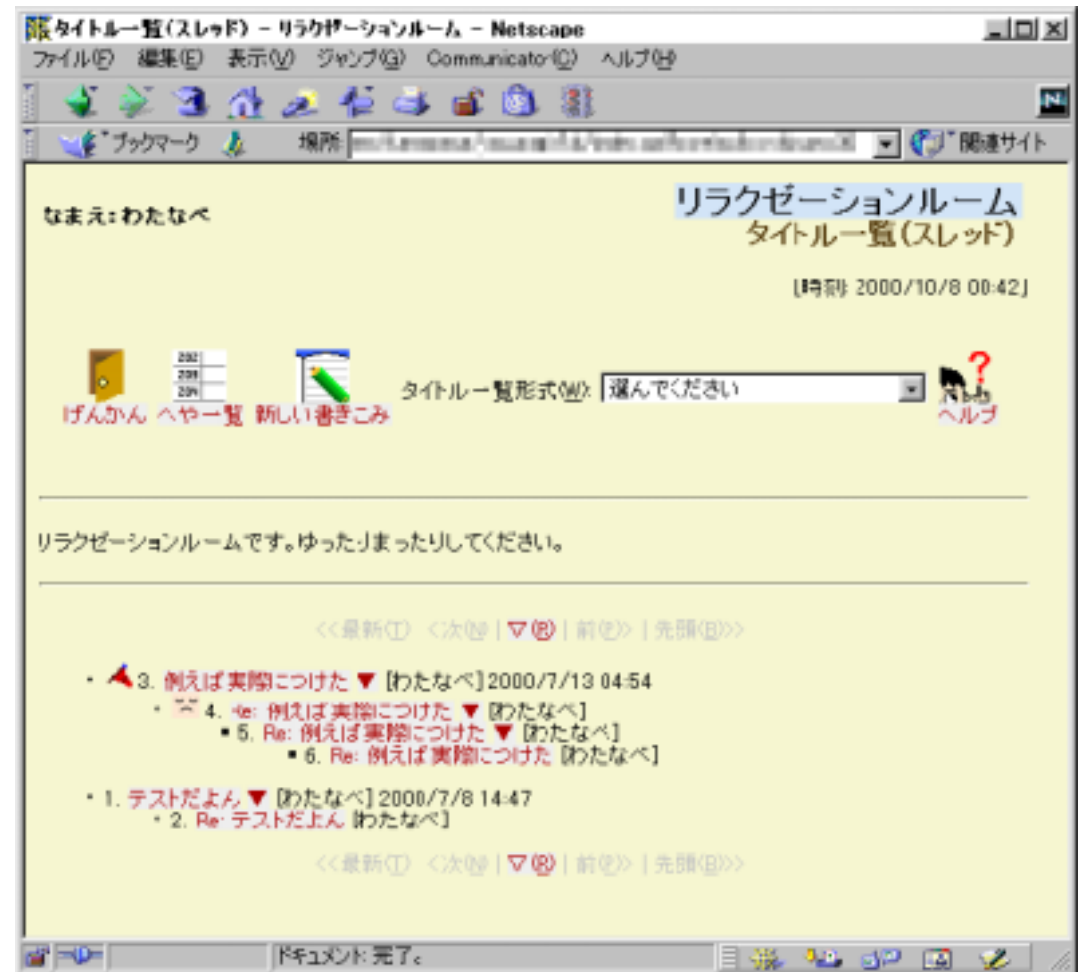 タイトル一覧(スレッド) - リラクゼーションルーム - Netscape
ファイル(F) 編集(E) 表示(V) ジャンプ(G) Communicator(C) ヘルプ(H)
ブックマーク 場所: 関連サイト
なまえ:わたなべ
リラクゼーションルーム
タイトル一覧(スレッド)
[時刻: 2000/10/8 00:42]
202
203
204
げんかん へや一覧 新しい書きこみ タイトル一覧形式(W): 選んでください ヘルプ
リラクゼーションルームです。ゆったりまったりしてください。
<<最新(T) <次(N) | ▽(R) | 前(P)> | 先頭(B)>>
・ 3. 例えば実際につけた ▼ [わたなべ] 2000/7/13 04:54
・ 4. Re: 例えば実際につけた ▼ [わたなべ]
▪ 5. Re: 例えば実際につけた ▼ [わたなべ]
▪ 6. Re: 例えば実際につけた [わたなべ]
・ 1. テストだよん ▼ [わたなべ] 2000/7/8 14:47
・ 2. Re: テストだよん [わたなべ]
<<最新(T) <次(N) | ▽(R) | 前(P)> | 先頭(B)>>
ドキュメント: 完了。